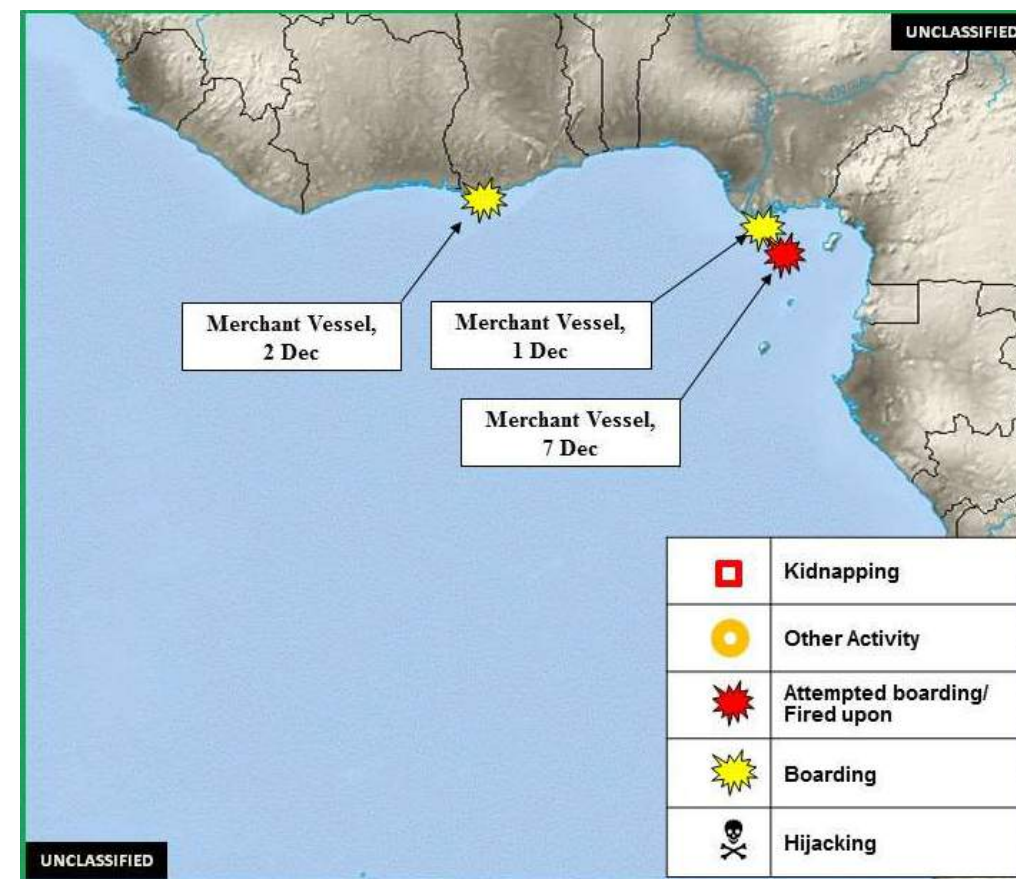 UNCLASSIFIED
Merchant Vessel,
2 Dec
Merchant Vessel,
1 Dec
Merchant Vessel,
7 Dec
Kidnapping
Other Activity
Attempted boarding/
Fired upon
Boarding
Hijacking
UNCLASSIFIED